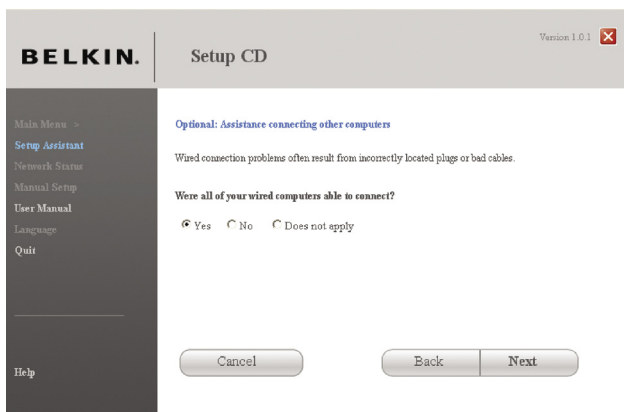 BELKIN.
Setup CD
Version 1.0.1
Main Menu >
Setup Assistant
Network Status
Manual Setup
User Manual
Language
Quit
Help
Optional: Assistance connecting other computers
Wired connection problems often result from incorrectly located plugs or bad cables.
Were all of your wired computers able to connect?
Yes No Does not apply
Cancel Back Next